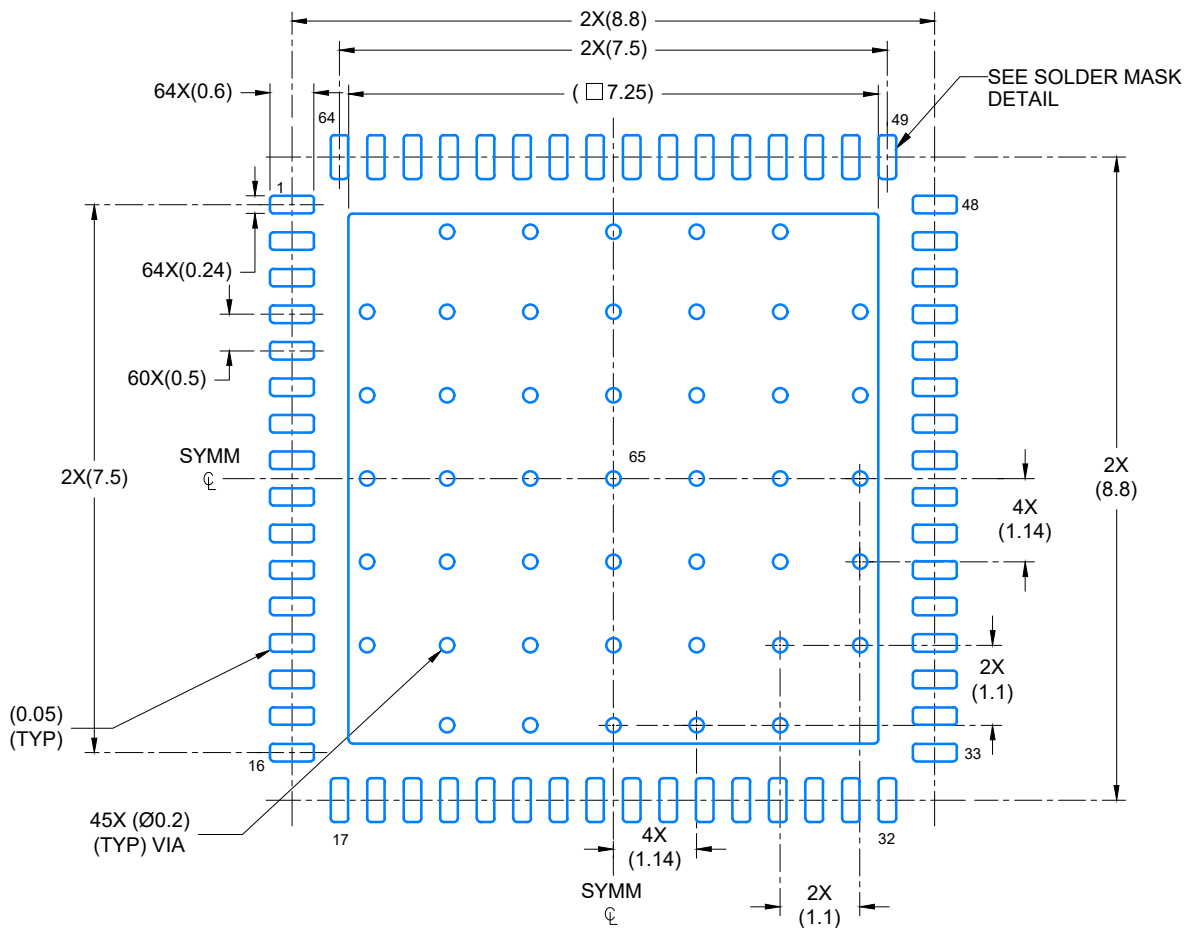 2X(8.8)
2X(7.5)
64X(0.6)
( □ 7.25)
SEE SOLDER MASK
DETAIL
64
49
1
48
64X(0.24)
60X(0.5)
SYMM
℄
65
2X(7.5)
2X
(8.8)
4X
(1.14)
2X
(1.1)
(0.05)
(TYP)
16
33
45X (Ø0.2)
(TYP) VIA
17
32
4X
(1.14)
SYMM
℄
2X
(1.1)